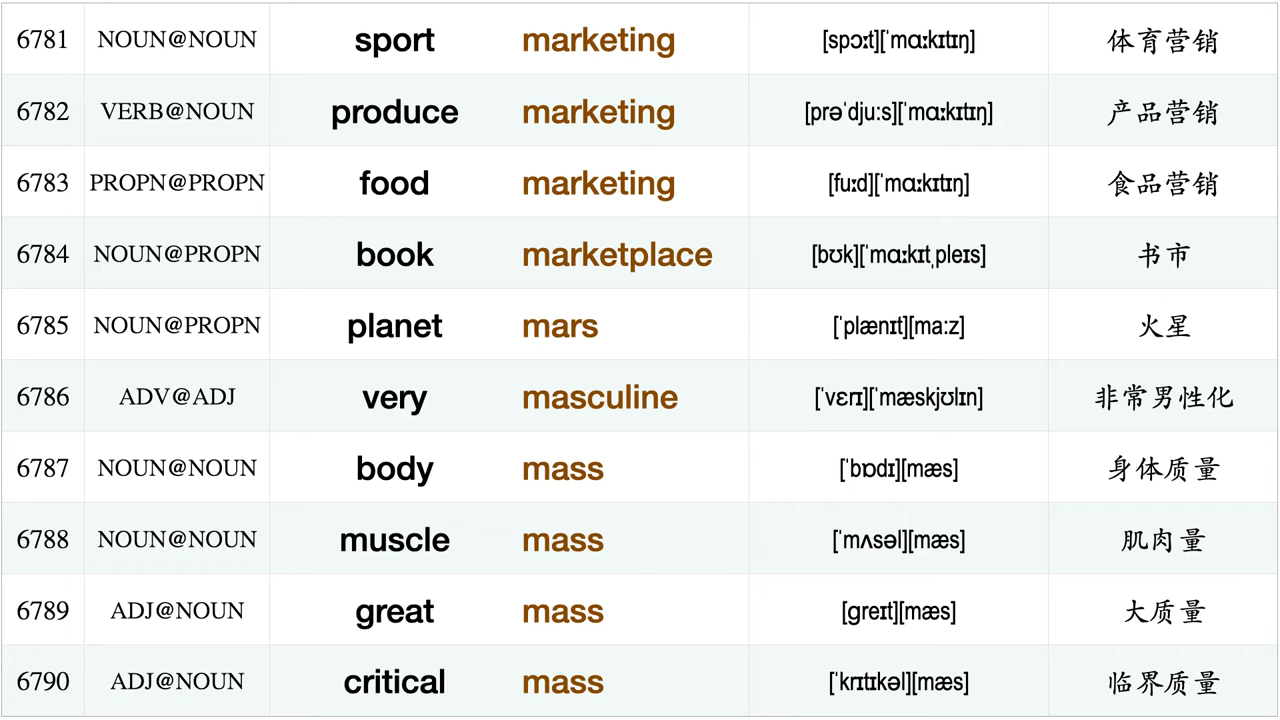 6781 NOUN@NOUN sport marketing [spɔːt][ˈmɑːkɪtɪŋ] 体育营销
6782 VERB@NOUN produce marketing [prəˈdjuːs][ˈmɑːkɪtɪŋ] 产品营销
6783 PROPN@PROPN food marketing [fuːd][ˈmɑːkɪtɪŋ] 食品营销
6784 NOUN@PROPN book marketplace [bʊk][ˈmɑːkɪtˌpleɪs] 书市
6785 NOUN@PROPN planet mars [ˈplænɪt][maːz] 火星
6786 ADV@ADJ very masculine [ˈvɛrɪ][ˈmæskjʊlɪn] 非常男性化
6787 NOUN@NOUN body mass [ˈbɒdɪ][mæs] 身体质量
6788 NOUN@NOUN muscle mass [ˈmʌsəl][mæs] 肌肉量
6789 ADJ@NOUN great mass [ɡreɪt][mæs] 大质量
6790 ADJ@NOUN critical mass [ˈkrɪtɪkəl][mæs] 临界质量